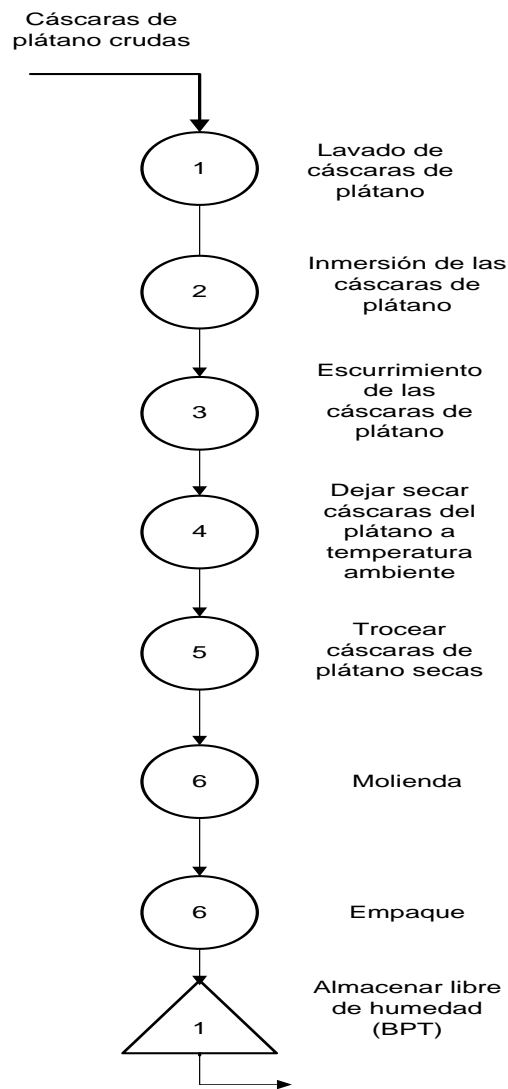 Cáscaras de
plátano crudas
1
Lavado de
cáscaras de
plátano
2
Inmersión de las
cáscaras de
plátano
3
Escurrimiento
de las
cáscaras de
plátano
4
Dejar secar
cáscaras del
plátano a
temperatura
ambiente
5
Trocear
cáscaras de
plátano secas
6
Molienda
6
Empaque
1
Almacenar libre
de humedad
(BPT)